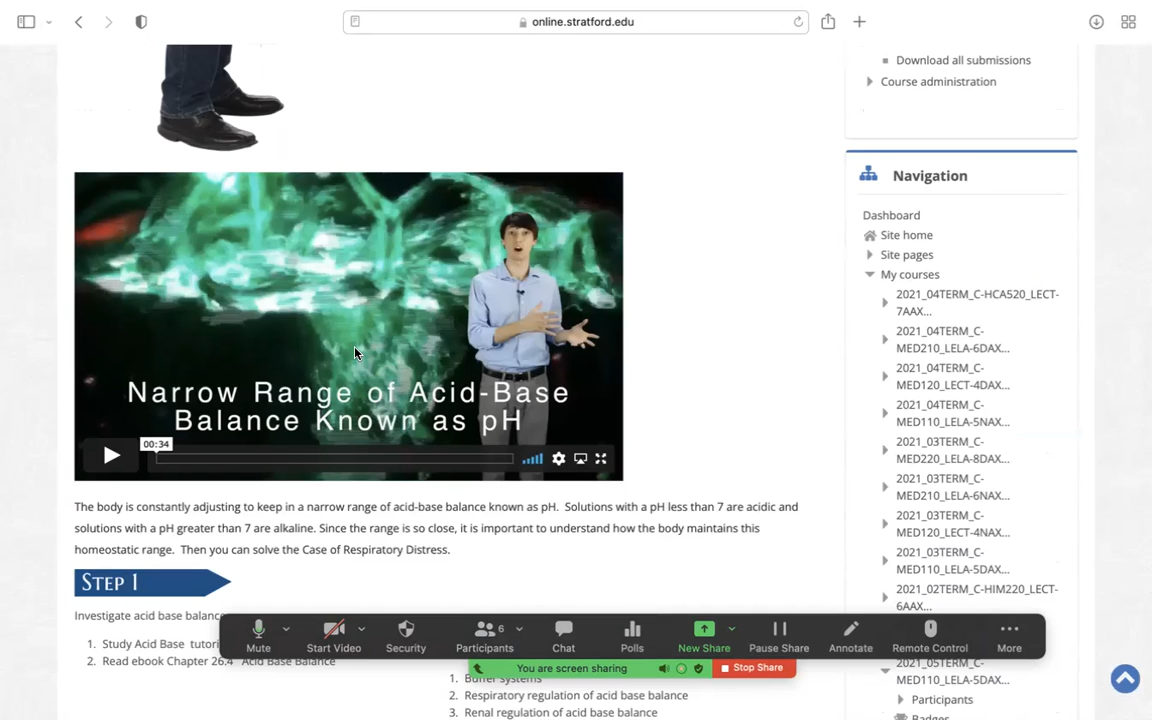 online.stratford.edu
Download all submissions
Course administration
Navigation
Dashboard
Site home
Site pages
My courses
2021_04TERM_C-HCA520_LECT-
7AAX...
2021_04TERM_C-
MED210_LELA-6DAX...
2021_04TERM_C-
MED120_LECT-4DAX...
2021_04TERM_C-
MED110_LELA-5NAX...
2021_03TERM_C-
MED220_LELA-8DAX...
2021_03TERM_C-
MED210_LELA-6NAX...
2021_03TERM_C-
MED120_LECT-4NAX...
2021_03TERM_C-
MED110_LELA-5DAX...
2021_02TERM_C-HIM220_LECT-
6AAX...
2021_05TERM_C-
MED110_LELA-5DAX...
Participants
Badges
Narrow Range of Acid-Base
Balance Known as pH
00:34
The body is constantly adjusting to keep in a narrow range of acid-base balance known as pH. Solutions with a pH less than 7 are acidic and
solutions with a pH greater than 7 are alkaline. Since the range is so close, it is important to understand how the body maintains this
homeostatic range. Then you can solve the Case of Respiratory Distress.
STEP 1
Investigate acid base balance
1. Study Acid Base tutori
2. Read ebook Chapter 26.4 Acid Base Balance
1. Buffer systems
2. Respiratory regulation of acid base balance
3. Renal regulation of acid base balance
Mute
Start Video
Security
Participants
6
Chat
Polls
New Share
Pause Share
Annotate
Remote Control
More
You are screen sharing
Stop Share